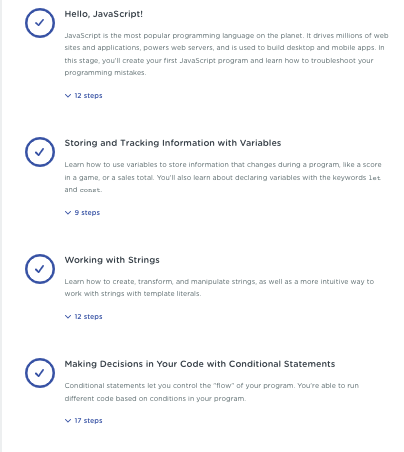 Hello, JavaScript!
JavaScript is the most popular programming language on the planet. It drives millions of web
sites and applications, powers web servers, and is used to build desktop and mobile apps. In
this stage, you'll create your first JavaScript program and learn how to troubleshoot your
programming mistakes.
12 steps
Storing and Tracking Information with Variables
Learn how to use variables to store information that changes during a program, like a score
in a game, or a sales total. You'll also learn about declaring variables with the keywords let
and const.
9 steps
Working with Strings
Learn how to create, transform, and manipulate strings, as well as a more intuitive way to
work with strings with template literals.
12 steps
Making Decisions in Your Code with Conditional Statements
Conditional statements let you control the "flow" of your program. You're able to run
different code based on conditions in your program.
17 steps